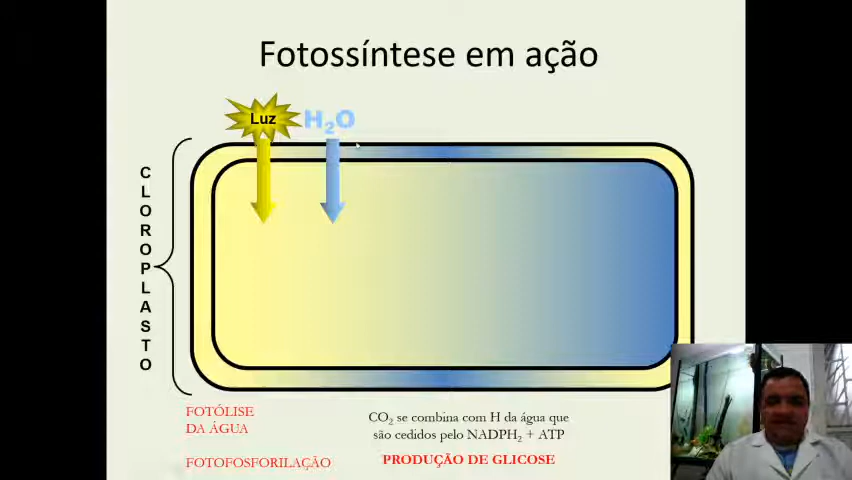 Fotossíntese em ação
Luz
H₂O
CLOROPLASTO
FOTÓLISE
DA ÁGUA
FOTOFOSFORILAÇÃO
CO₂ se combina com H da água que
são cedidos pelo NADPH₂ + ATP
PRODUÇÃO DE GLICOSE